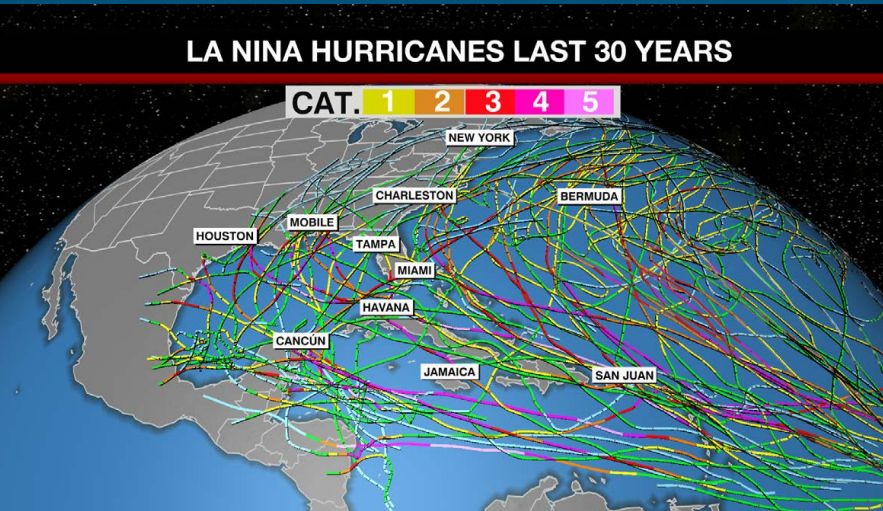 LA NINA HURRICANES LAST 30 YEARS
CAT. 1 2 3 4 5
NEW YORK
CHARLESTON
BERMUDA
MOBILE
HOUSTON
TAMPA
MIAMI
HAVANA
CANCÚN
JAMAICA
SAN JUAN